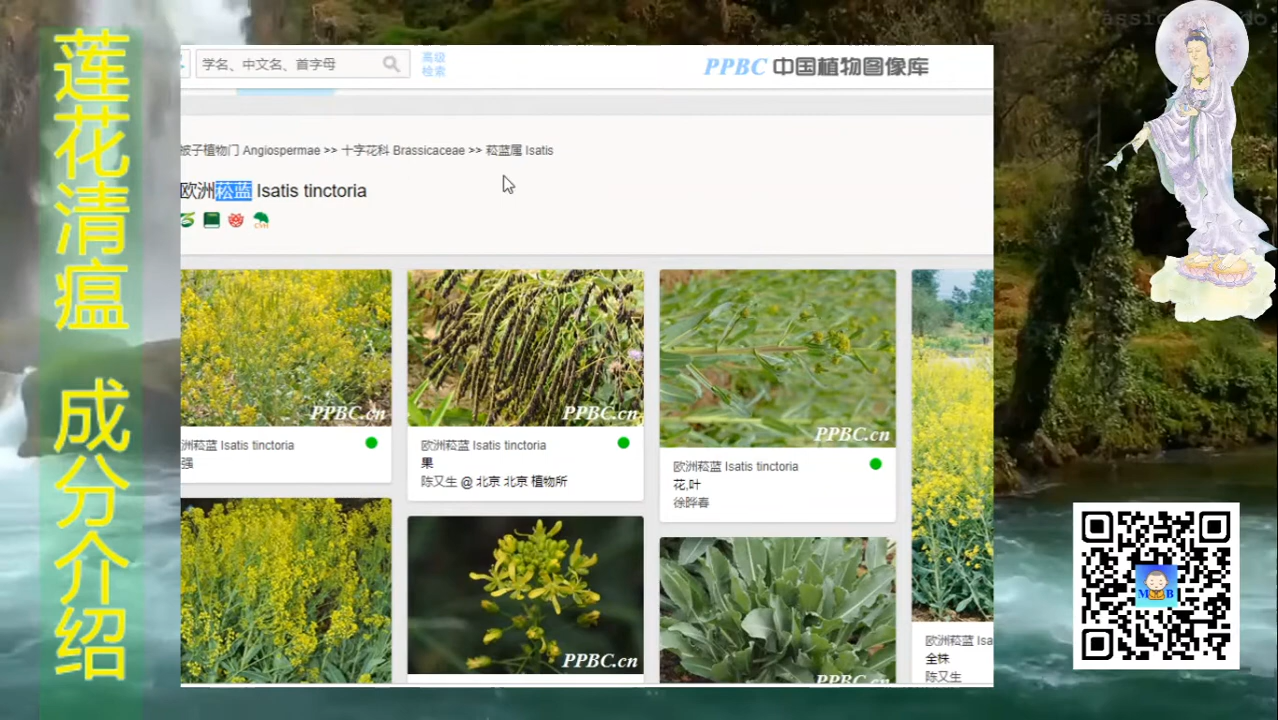 莲花清瘟 成分介绍
学名、中文名、首字母
高级
检索
PPBC 中国植物图像库
被子植物门 Angiospermae >> 十字花科 Brassicaceae >> 菘蓝属 Isatis
欧洲菘蓝 Isatis tinctoria
PPBC.cn
洲菘蓝 Isatis tinctoria
强
PPBC.cn
欧洲菘蓝 Isatis tinctoria
果
陈又生 @ 北京 北京 植物所
PPBC.cn
欧洲菘蓝 Isatis tinctoria
花,叶
徐晔春
PPBC.cn
PPBC.cn
欧洲菘蓝 Isa
全株
陈又生
M B